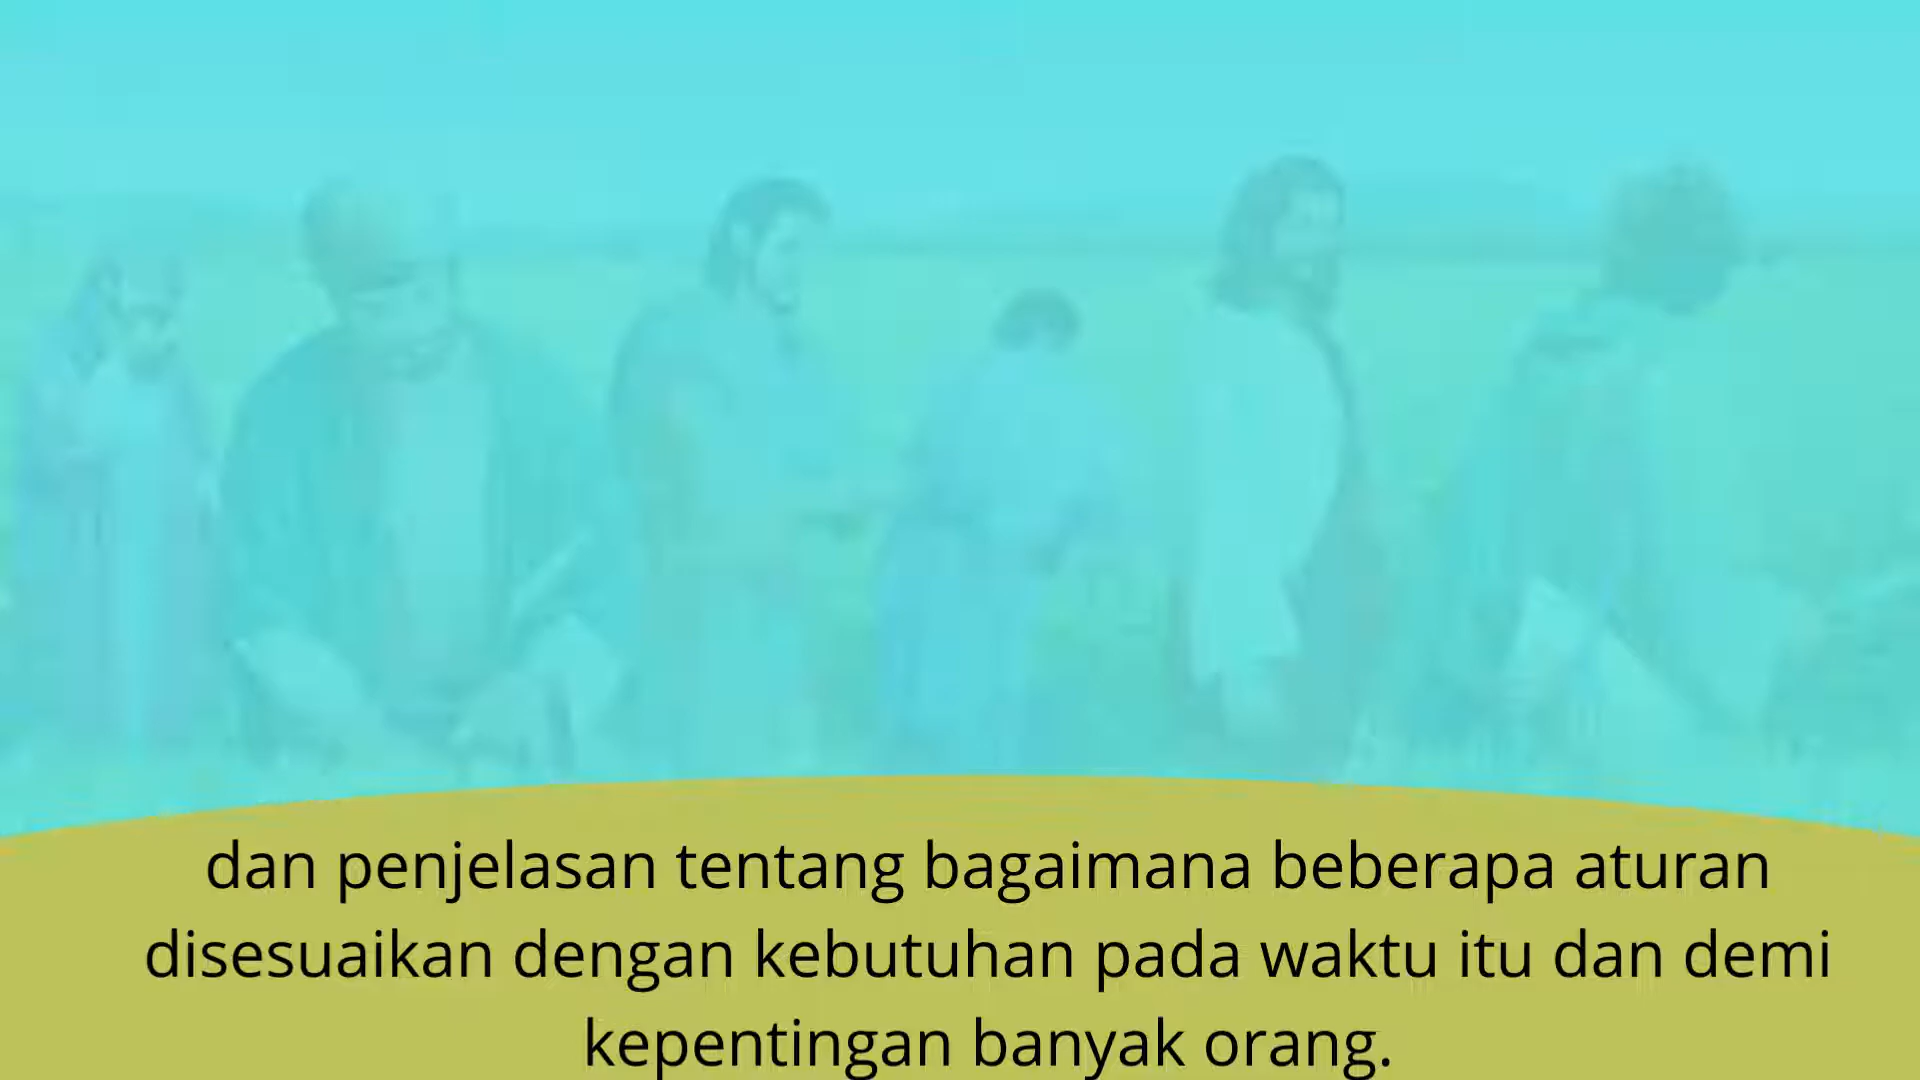 dan penjelasan tentang bagaimana beberapa aturan
disesuaikan dengan kebutuhan pada waktu itu dan demi
kepentingan banyak orang.